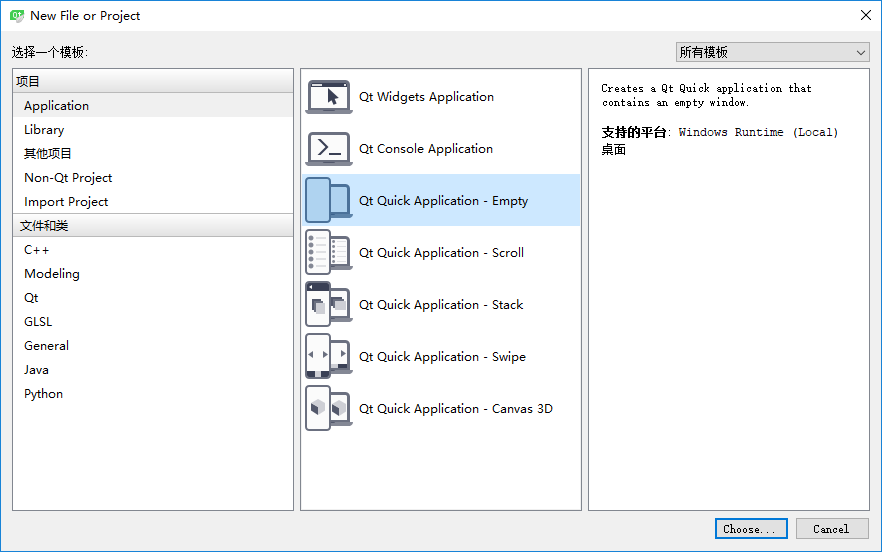 New File or Project
选择一个模板:
所有模板
项目
Application
Library
其他项目
Non-Qt Project
Import Project
文件和类
C++
Modeling
Qt
GLSL
General
Java
Python
Qt Widgets Application
Qt Console Application
Qt Quick Application - Empty
Qt Quick Application - Scroll
Qt Quick Application - Stack
Qt Quick Application - Swipe
Qt Quick Application - Canvas 3D
Creates a Qt Quick application that
contains an empty window.
支持的平台: Windows Runtime (Local)
桌面
Choose...
Cancel